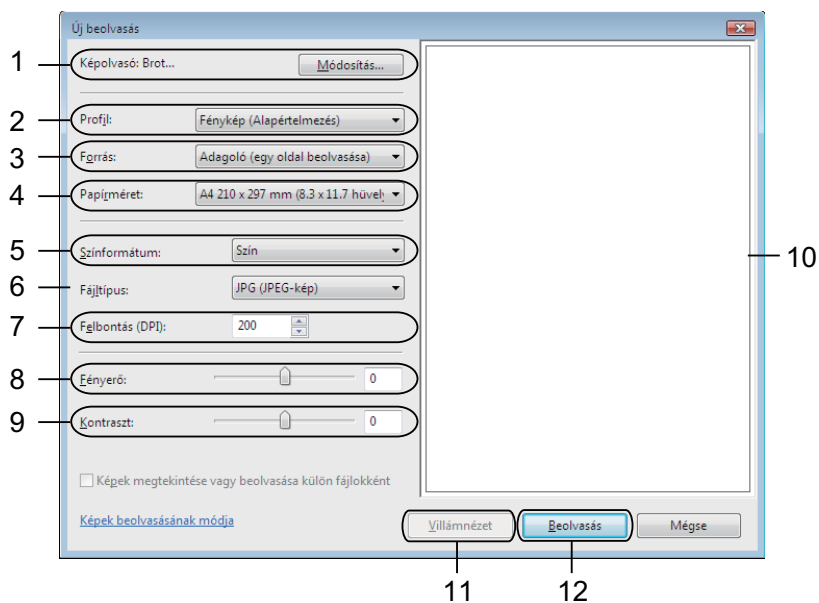 Új beolvasás
1 Képolvasó: Brot... Módosítás...
2 Profil: Fénykép (Alapértelmezés)
3 Forrás: Adagoló (egy oldal beolvasása)
4 Papírméret: A4 210 x 297 mm (8.3 x 11.7 hüvely
5 Színformátum: Szín
10
6 Fájltípus: JPG (JPEG-kép)
7 Felbontás (DPI): 200
8 Fényerő: 0
9 Kontraszt: 0
Képek megtekintése vagy beolvasása külön fájlokként
Képek beolvasásának módja Villámnézet Beolvasás Mégse
11 12